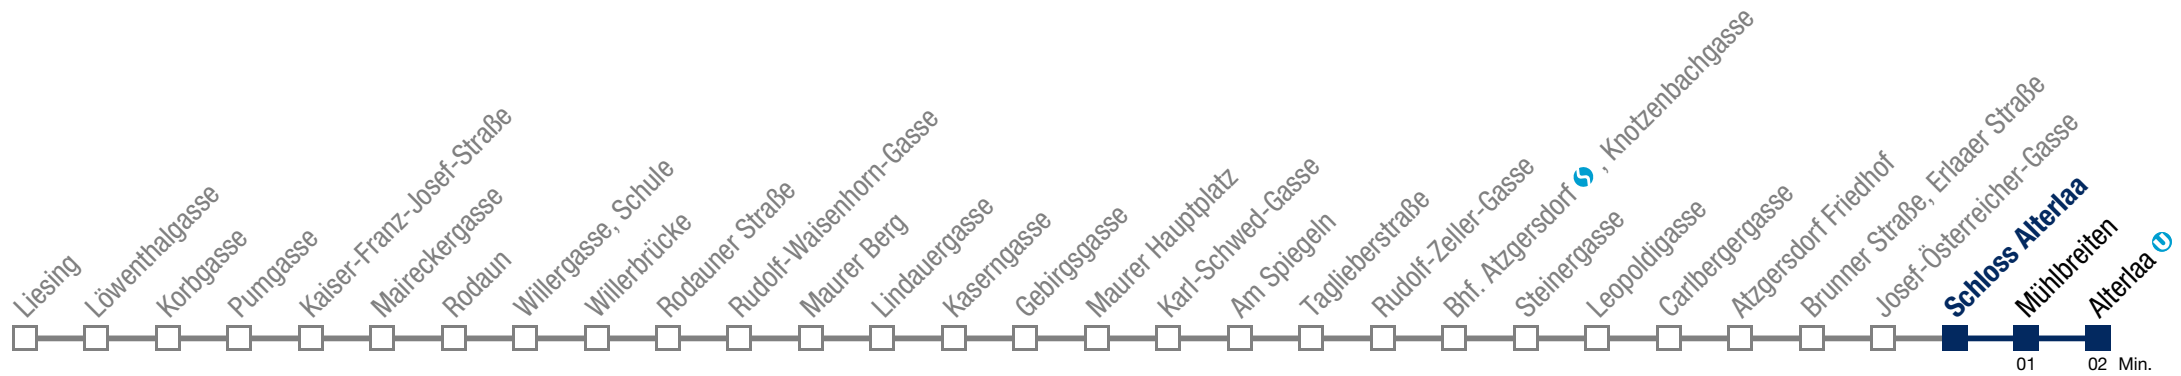 Liesing
Löwenthalgasse
Korbgasse
Pumgasse
Kaiser-Franz-Josef-Straße
Maireckergasse
Rodaun
Willergasse, Schule
Willerbrücke
Rodauner Straße
Rudolf-Waisenhorn-Gasse
Maurer Berg
Lindauergasse
Kaserngasse
Gebirgsgasse
Maurer Hauptplatz
Karl-Schwed-Gasse
Am Spiegeln
Taglieberstraße
Rudolf-Zeller-Gasse
Bhf. Atzgersdorf S , Knotzenbachgasse
Steinergasse
Leopoldigasse
Carlbergergasse
Atzgersdorf Friedhof
Brunner Straße, Erlaaer Straße
Josef-Österreicher-Gasse
Schloss Alterlaa
Mühlbreiten
Alterlaa U
01 02 Min.